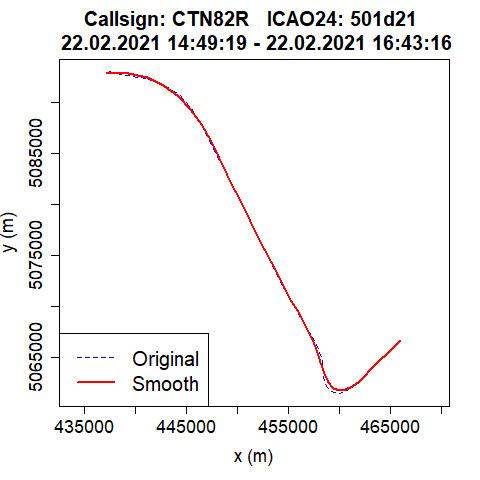 Callsign: CTN82R ICAO24: 501d21
22.02.2021 14:49:19 - 22.02.2021 16:43:16
y (m)
5085000
5075000
5065000
Original
Smooth
435000 445000 455000 465000
x (m)